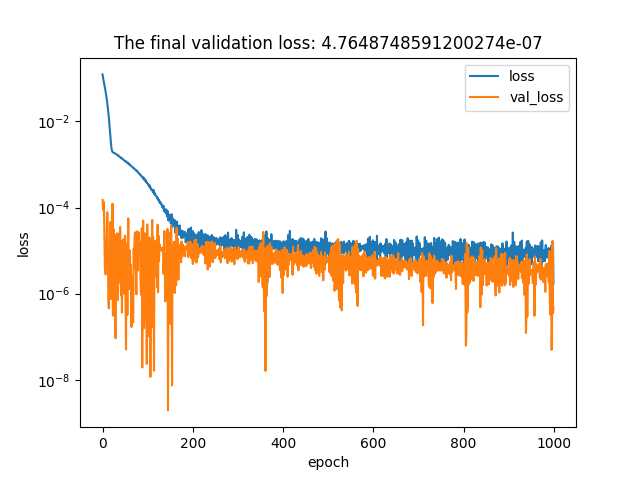 The final validation loss: 4.7648748591200274e-07
loss
val_loss
10⁻²
10⁻⁴
10⁻⁶
10⁻⁸
loss
0 200 400 600 800 1000
epoch